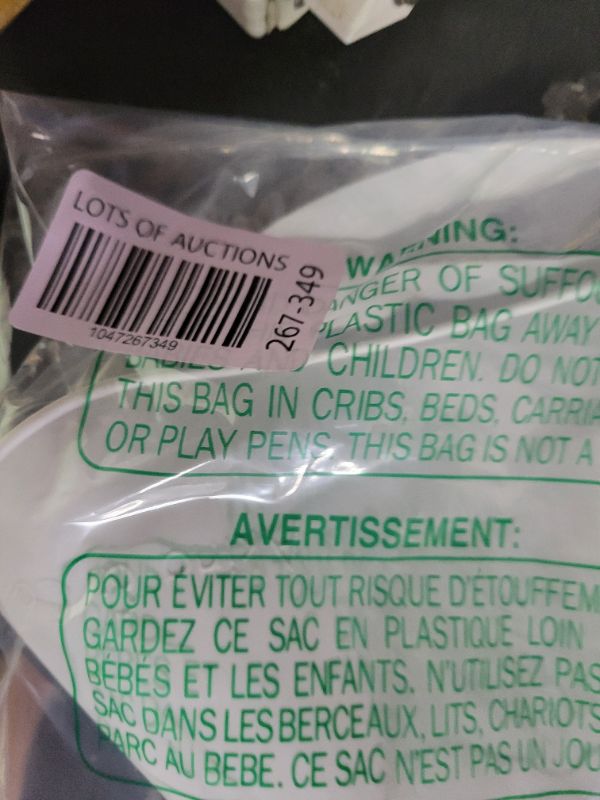 LOTS OF AUCTIONS
1047267349
267-349
WARNING:
ANGER OF SUFFO
PLASTIC BAG AWAY
BABIES AND CHILDREN. DO NOT
THIS BAG IN CRIBS, BEDS, CARRIA
OR PLAY PENS. THIS BAG IS NOT A
AVERTISSEMENT:
POUR ÉVITER TOUT RISQUE D'ÉTOUFFEM
GARDEZ CE SAC EN PLASTIQUE LOIN
BÉBÉS ET LES ENFANTS. N'UTILISEZ PAS
SAC DANS LES BERCEAUX, LITS, CHARIOTS
PARC AU BEBE. CE SAC N'EST PAS UN JOU